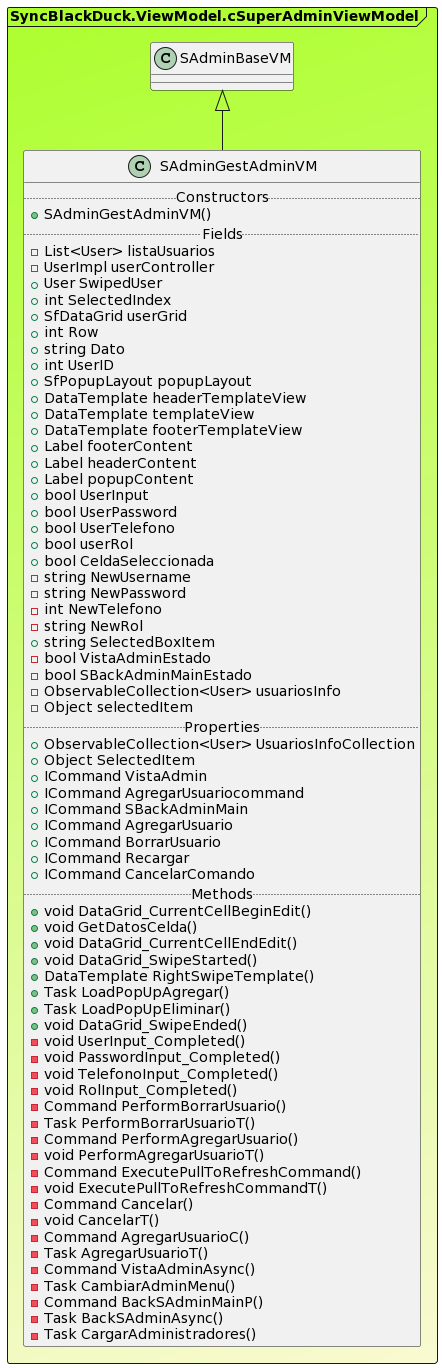 SyncBlackDuck.ViewModel.cSuperAdminViewModel
C SAdminBaseVM
C SAdminGestAdminVM
Constructors
SAdminGestAdminVM()
Fields
List<User> listaUsuarios
UserImpl userController
User SwipedUser
int SelectedIndex
SfDataGrid userGrid
int Row
string Dato
int UserID
SfPopupLayout popupLayout
DataTemplate headerTemplateView
DataTemplate templateView
DataTemplate footerTemplateView
Label footerContent
Label headerContent
Label popupContent
bool UserInput
bool UserPassword
bool UserTelefono
bool userRol
bool CeldaSeleccionada
string NewUsername
string NewPassword
int NewTelefono
string NewRol
string SelectedBoxItem
bool VistaAdminEstado
bool SBackAdminMainEstado
ObservableCollection<User> usuariosInfo
Object selectedItem
Properties
ObservableCollection<User> UsuariosInfoCollection
Object SelectedItem
ICommand VistaAdmin
ICommand AgregarUsuariocommand
ICommand SBackAdminMain
ICommand AgregarUsuario
ICommand BorrarUsuario
ICommand Recargar
ICommand CancelarComando
Methods
void DataGrid_CurrentCellBeginEdit()
void GetDatosCelda()
void DataGrid_CurrentCellEndEdit()
void DataGrid_SwipeStarted()
DataTemplate RightSwipeTemplate()
Task LoadPopUpAgregar()
Task LoadPopUpEliminar()
void DataGrid_SwipeEnded()
void UserInput_Completed()
void PasswordInput_Completed()
void TelefonoInput_Completed()
void RolInput_Completed()
Command PerformBorrarUsuario()
Task PerformBorrarUsuarioT()
Command PerformAgregarUsuario()
void PerformAgregarUsuarioT()
Command ExecutePullToRefreshCommand()
void ExecutePullToRefreshCommandT()
Command Cancelar()
void CancelarT()
Command AgregarUsuarioC()
Task AgregarUsuarioT()
Command VistaAdminAsync()
Task CambiarAdminMenu()
Command BackSAdminMainP()
Task BackSAdminAsync()
Task CargarAdministradores()